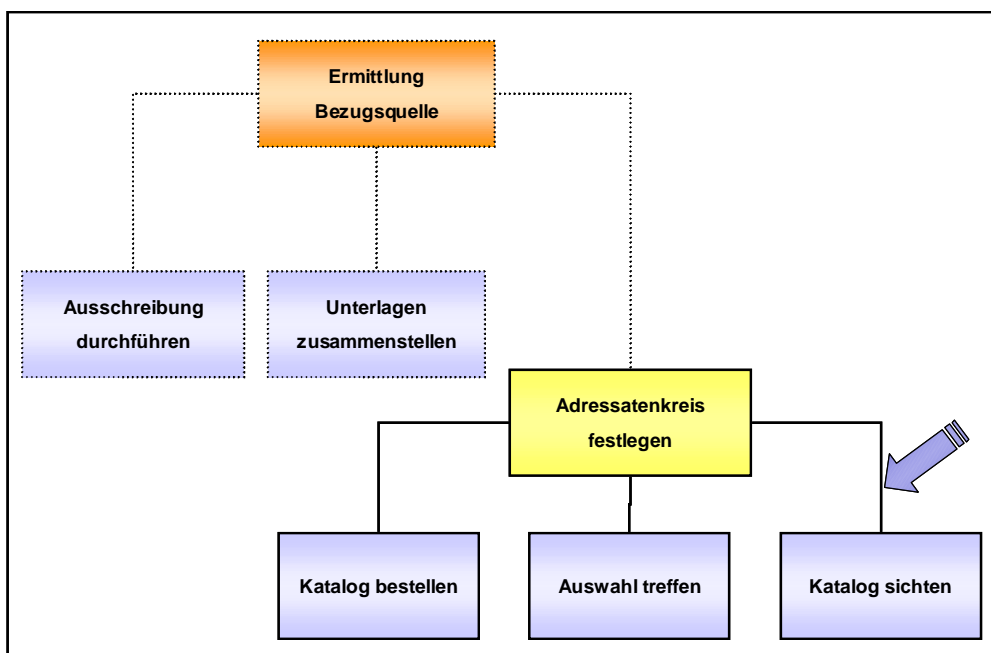 Ermittlung
Bezugsquelle
Ausschreibung
durchführen
Unterlagen
zusammenstellen
Adressatenkreis
festlegen
Katalog bestellen
Auswahl treffen
Katalog sichten